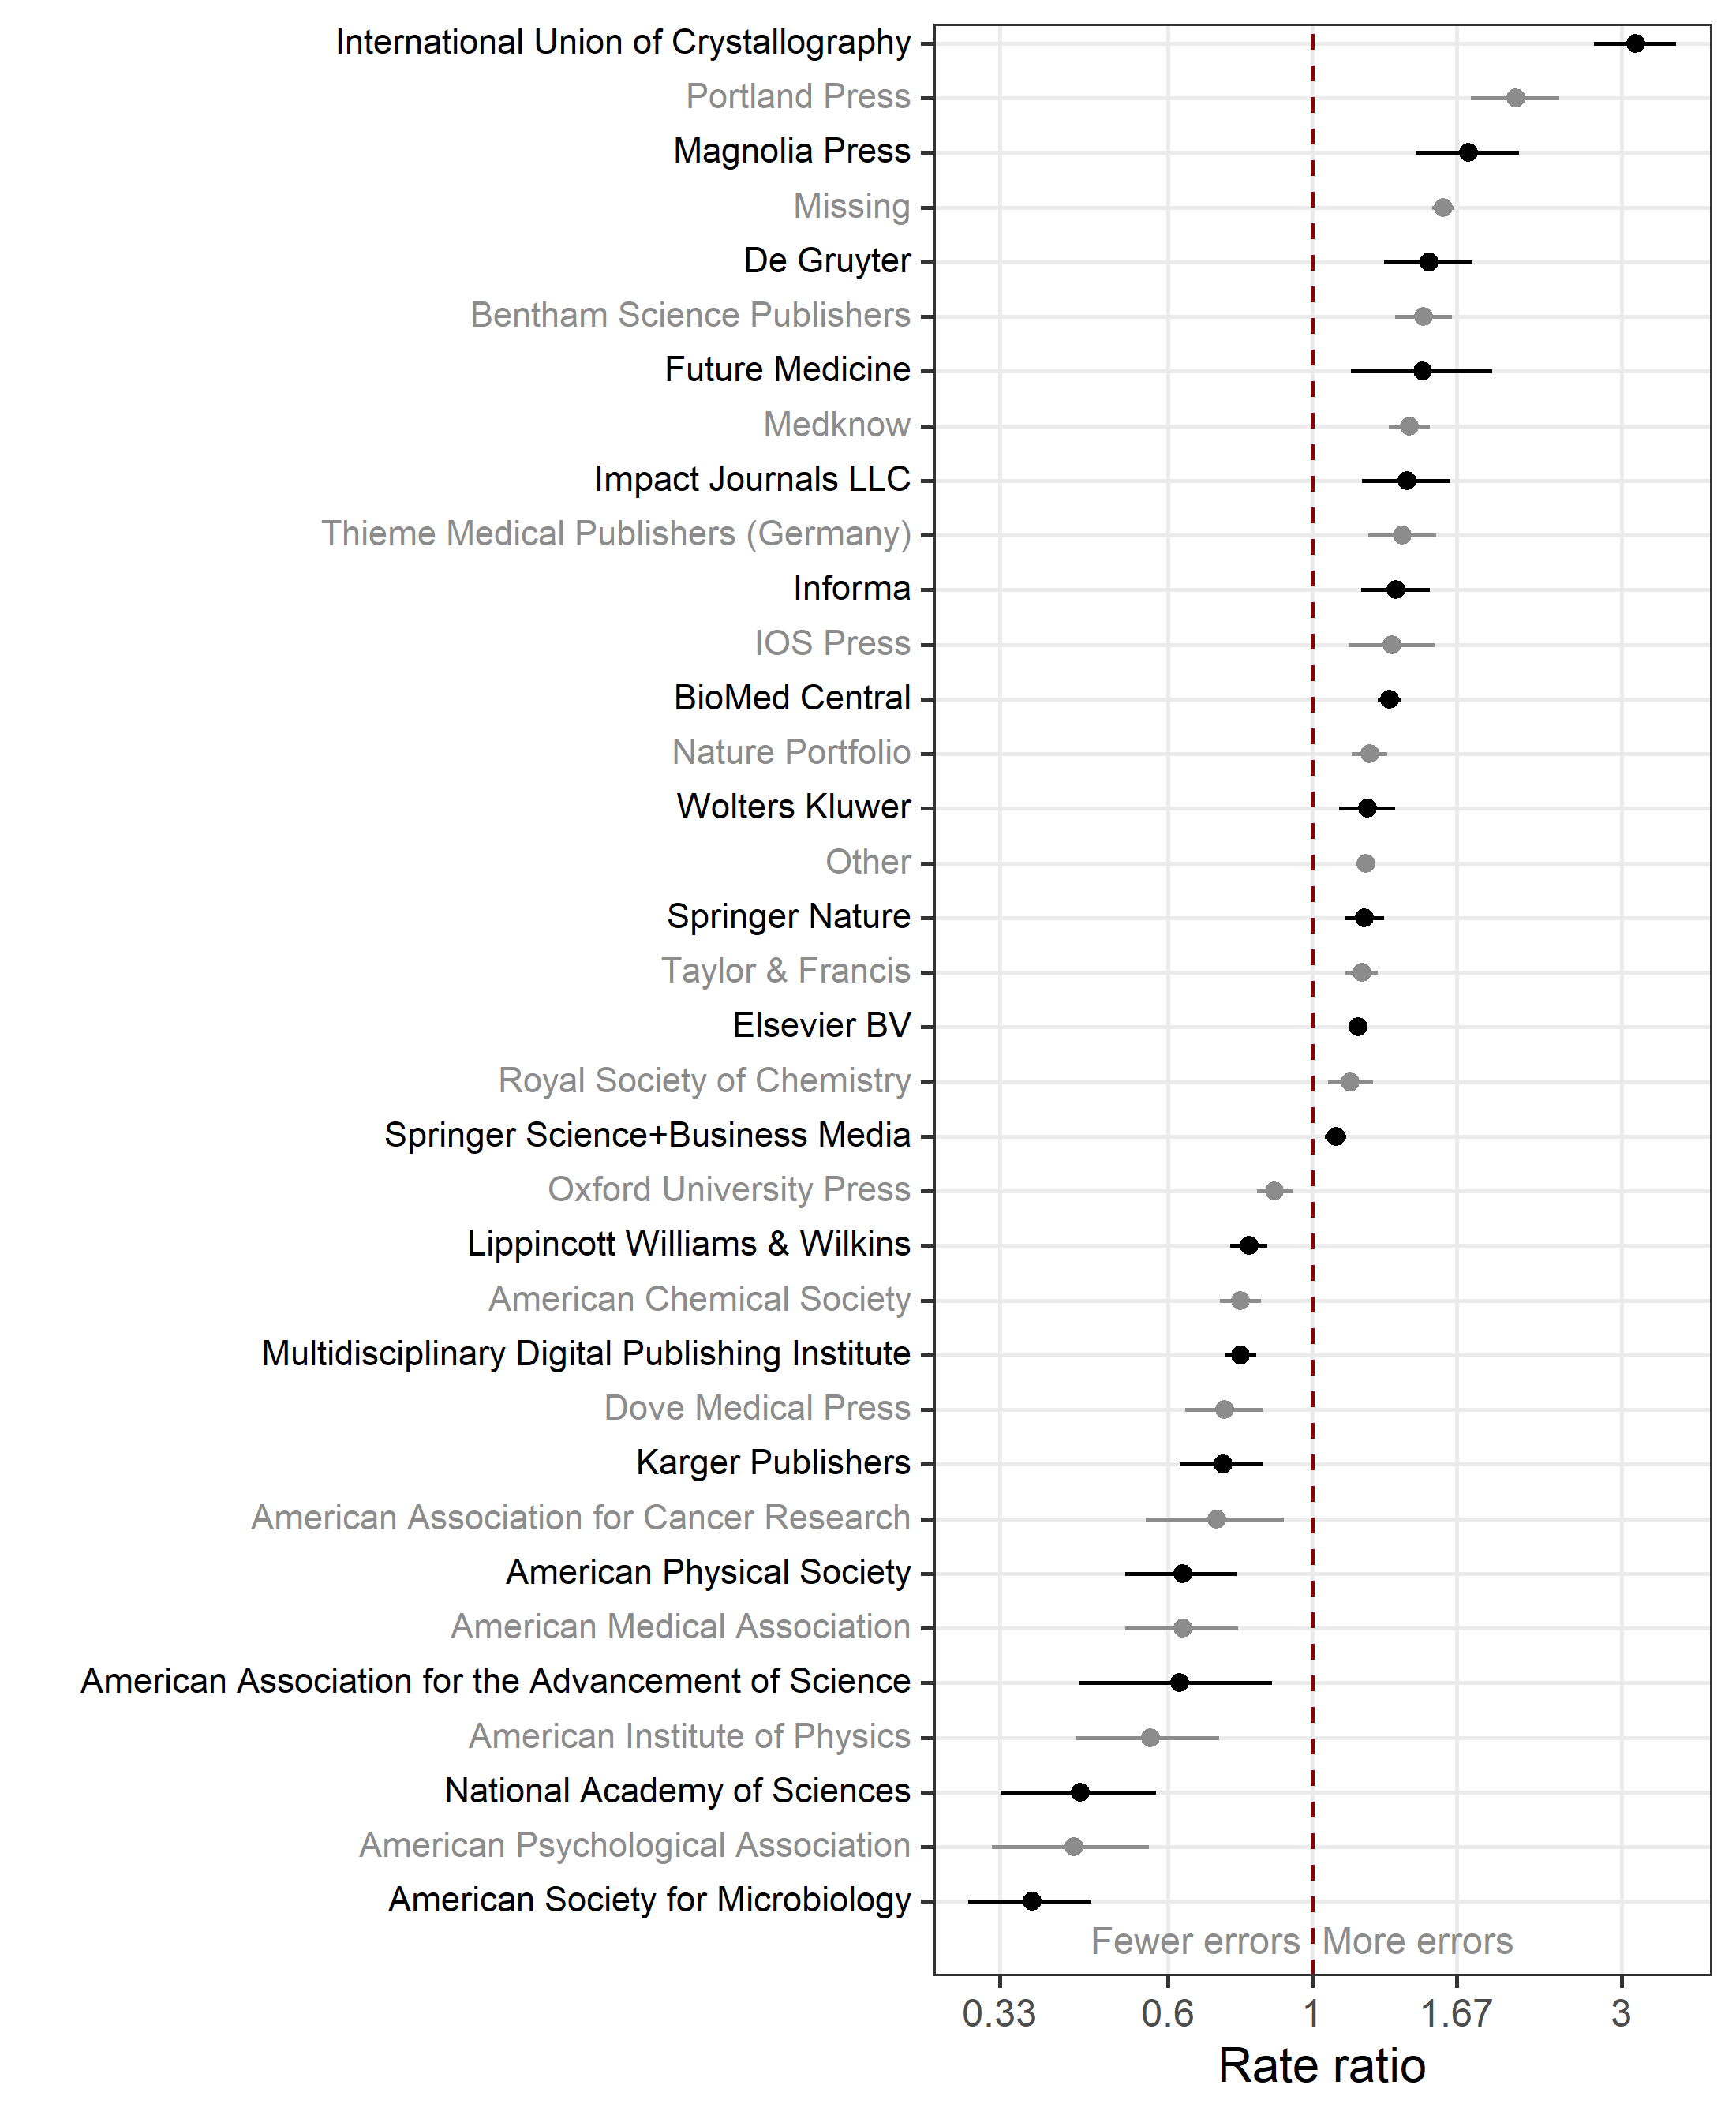 International Union of Crystallography
Portland Press
Magnolia Press
Missing
De Gruyter
Bentham Science Publishers
Future Medicine
Medknow
Impact Journals LLC
Thieme Medical Publishers (Germany)
Informa
IOS Press
BioMed Central
Nature Portfolio
Wolters Kluwer
Other
Springer Nature
Taylor & Francis
Elsevier BV
Royal Society of Chemistry
Springer Science+Business Media
Oxford University Press
Lippincott Williams & Wilkins
American Chemical Society
Multidisciplinary Digital Publishing Institute
Dove Medical Press
Karger Publishers
American Association for Cancer Research
American Physical Society
American Medical Association
American Association for the Advancement of Science
American Institute of Physics
National Academy of Sciences
American Psychological Association
American Society for Microbiology
Fewer errors More errors
0.33 0.6 1 1.67 3
Rate ratio